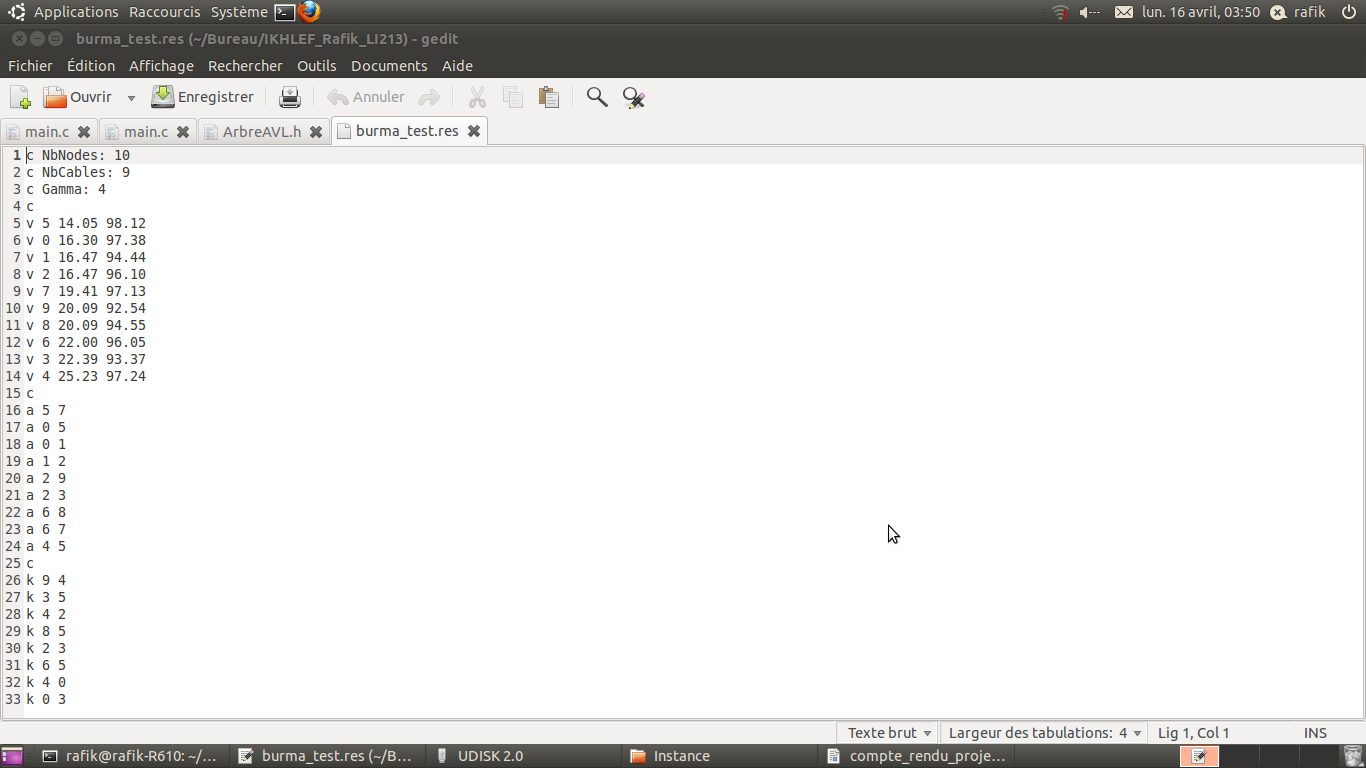 Applications Raccourcis Système lun. 16 avril, 03:50 rafik
burma_test.res (~/Bureau/IKHLEF_Rafik_LI213) - gedit
Fichier Édition Affichage Rechercher Outils Documents Aide
Ouvrir Enregistrer Annuler
main.c main.c ArbreAVL.h burma_test.res
1 c NbNodes: 10
2 c NbCables: 9
3 c Gamma: 4
4 c
5 v 5 14.05 98.12
6 v 0 16.30 97.38
7 v 1 16.47 94.44
8 v 2 16.47 96.10
9 v 7 19.41 97.13
10 v 9 20.09 92.54
11 v 8 20.09 94.55
12 v 6 22.00 96.05
13 v 3 22.39 93.37
14 v 4 25.23 97.24
15 c
16 a 5 7
17 a 0 5
18 a 0 1
19 a 1 2
20 a 2 9
21 a 2 3
22 a 6 8
23 a 6 7
24 a 4 5
25 c
26 k 9 4
27 k 3 5
28 k 4 2
29 k 8 5
30 k 2 3
31 k 6 5
32 k 4 0
33 k 0 3
Texte brut Largeur des tabulations: 4 Lig 1, Col 1 INS
rafik@rafik-R610: ~/... burma_test.res (~/B... UDISK 2.0 Instance compte_rendu_proje...